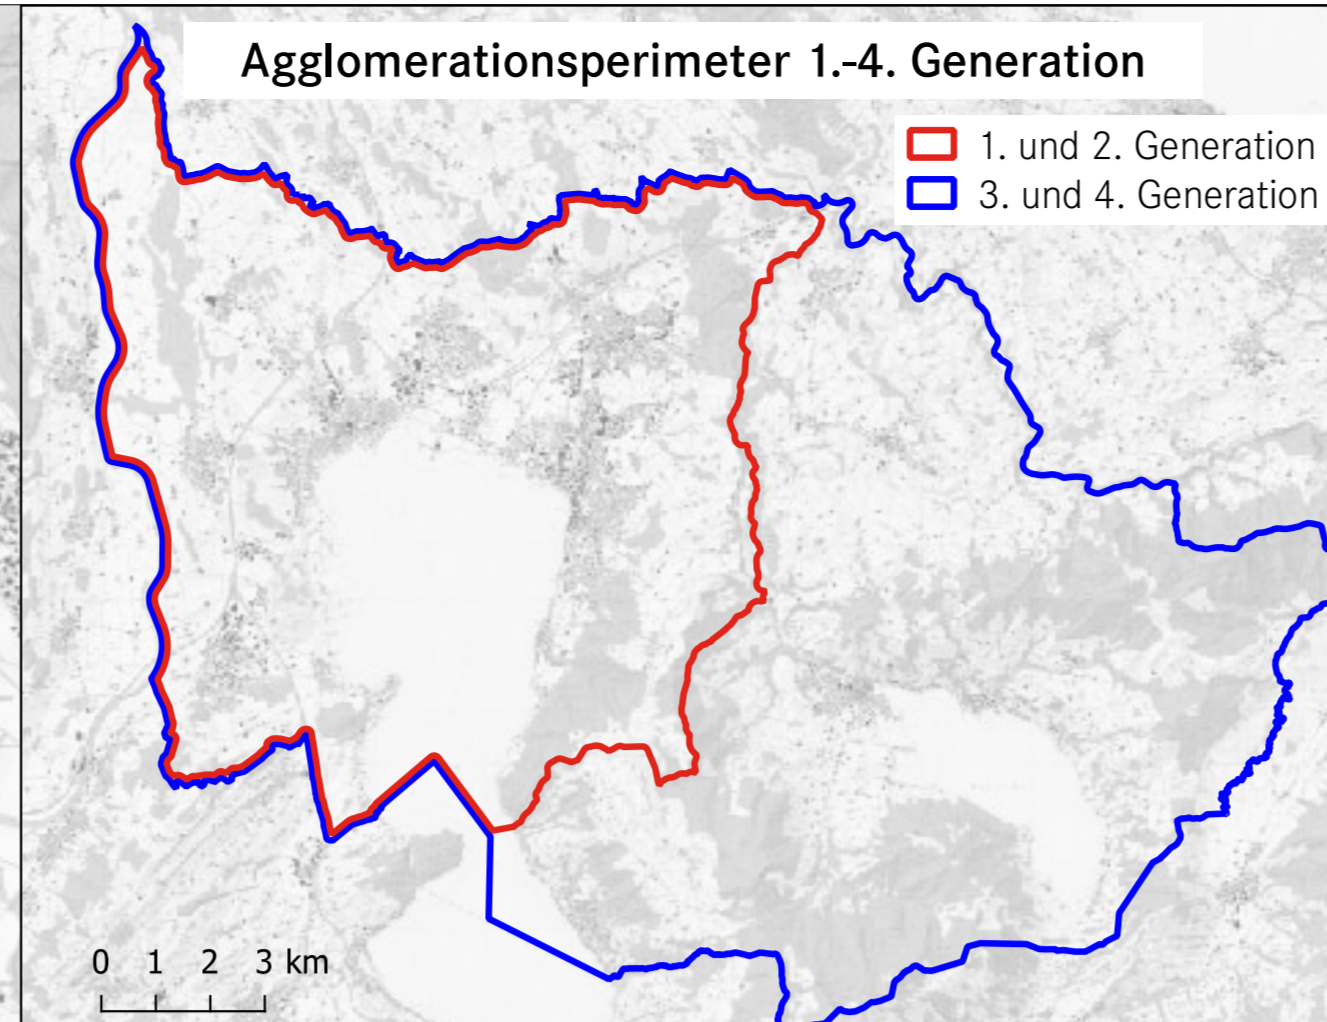 Agglomerationsperimeter 1.-4. Generation
1. und 2. Generation
3. und 4. Generation
0 1 2 3 km